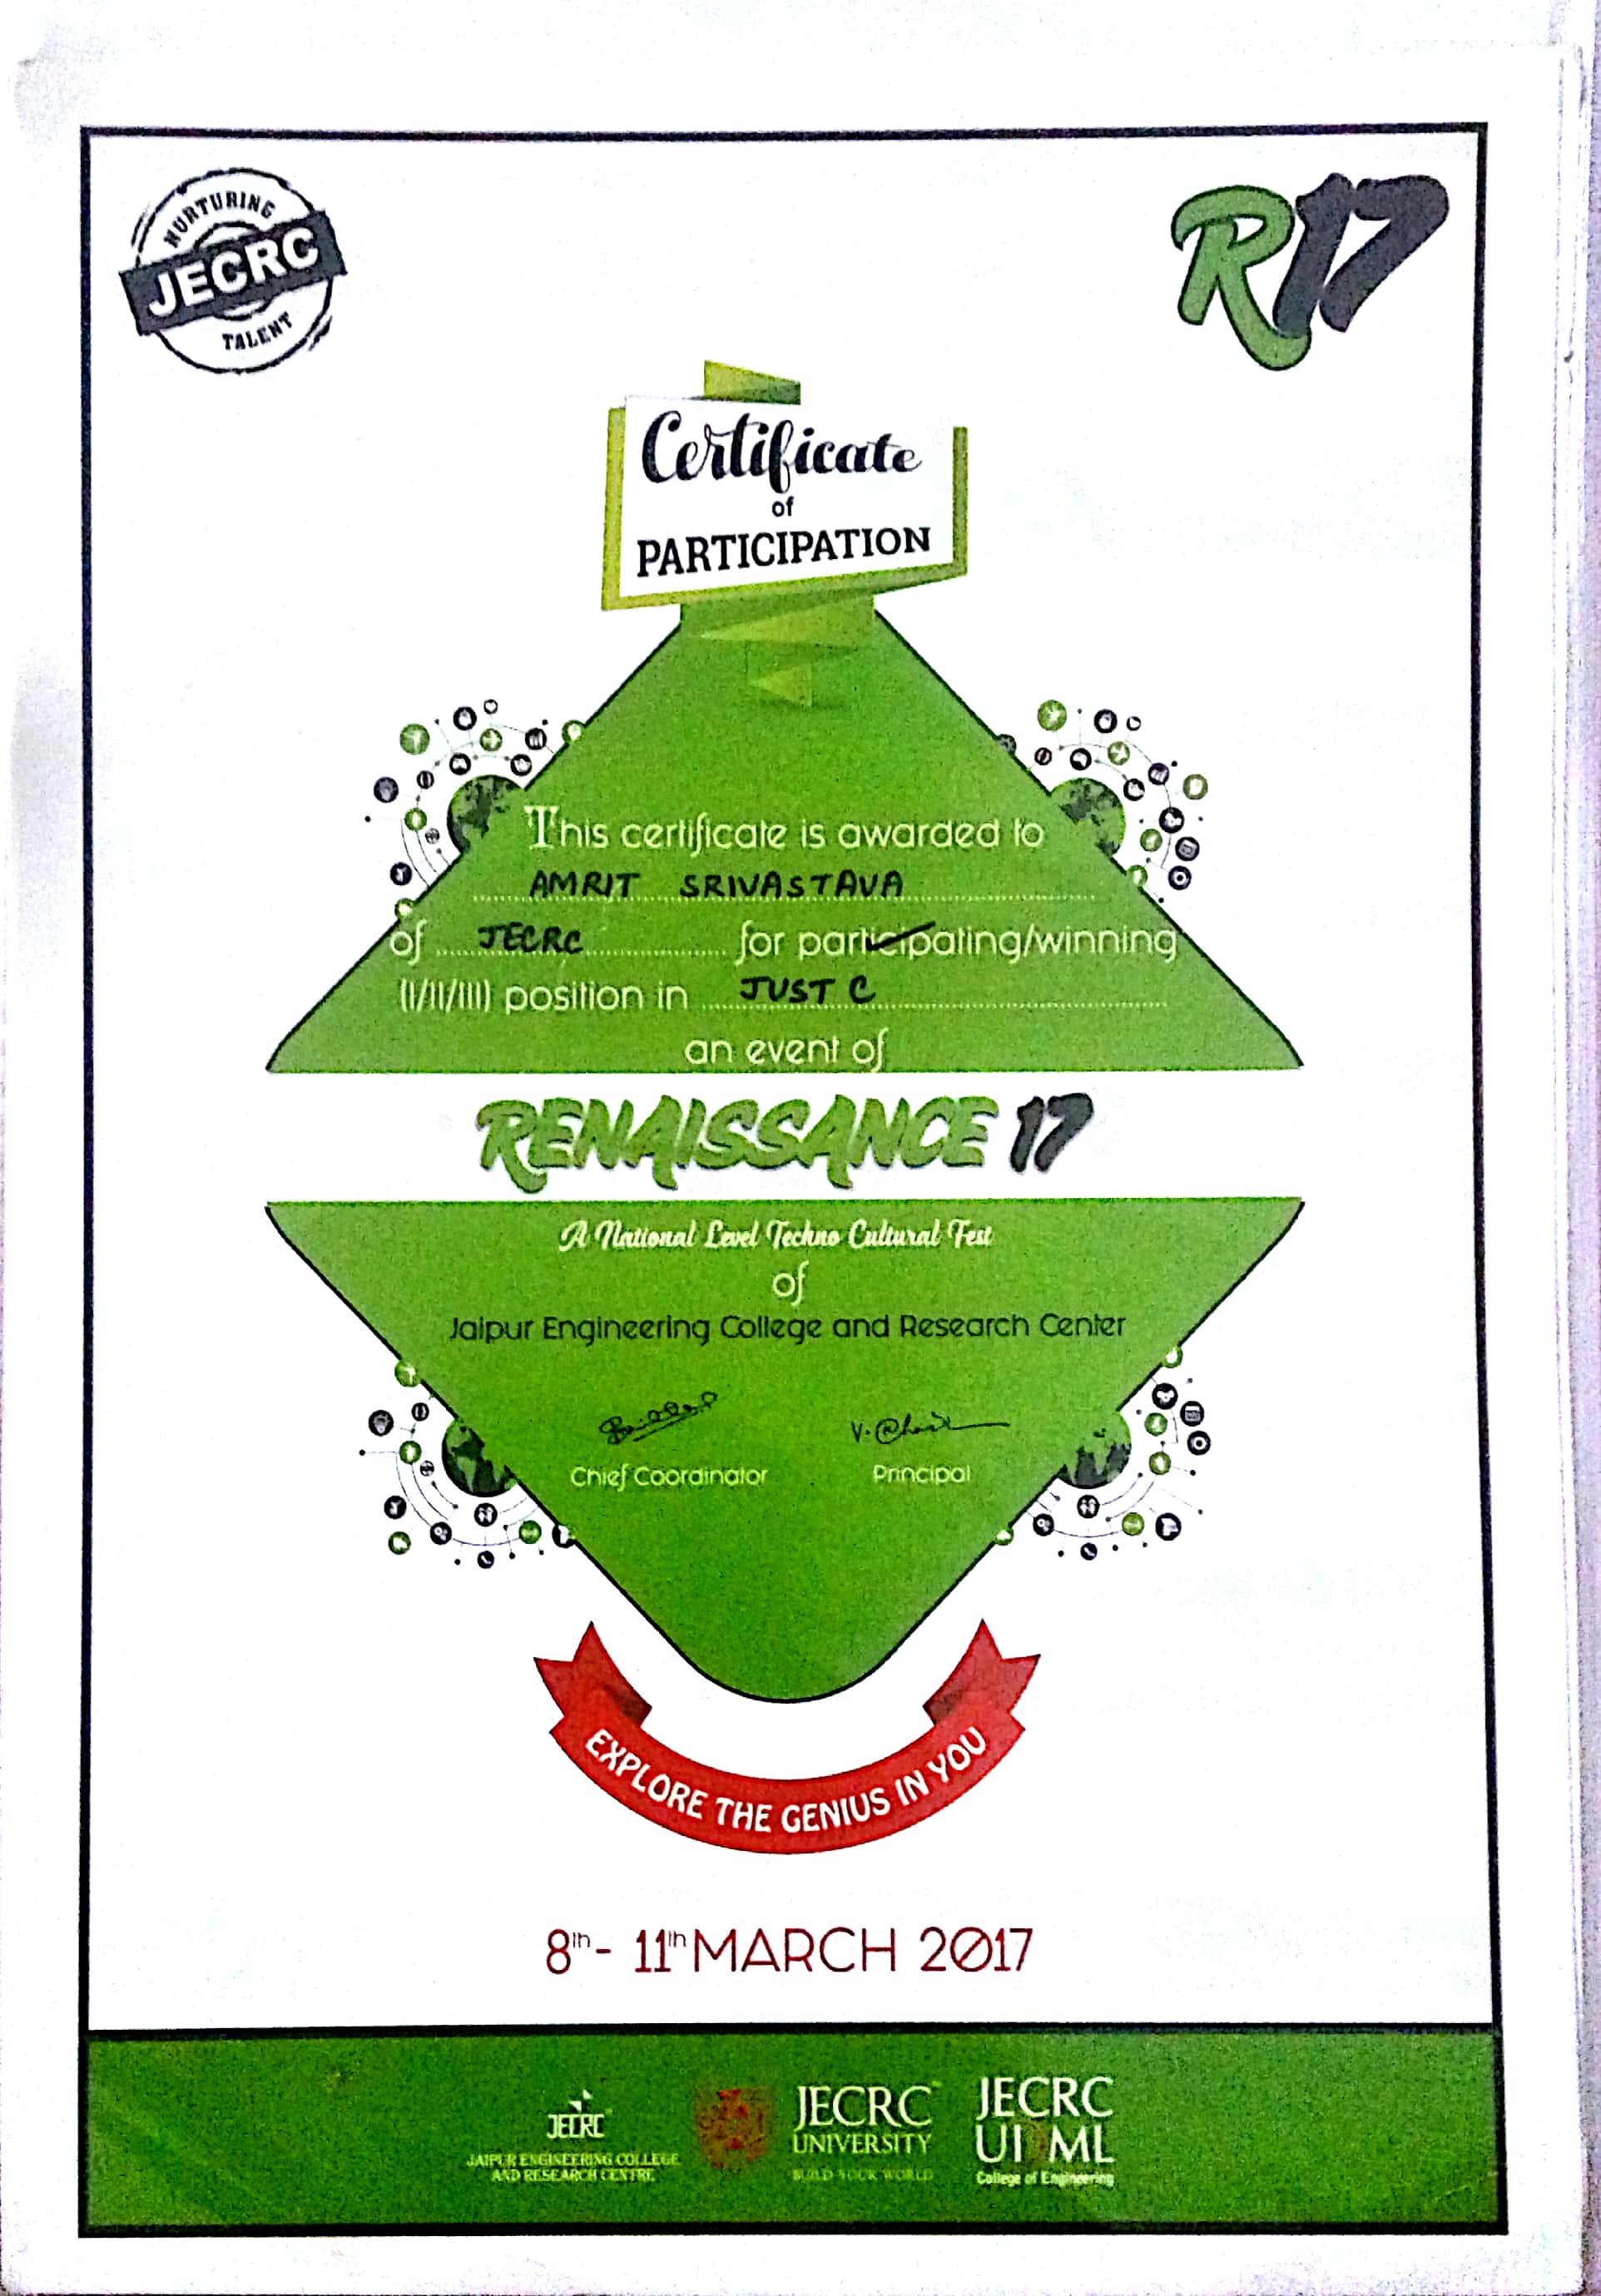 NURTURING
JECRC
TALENT
R17
Certificate
of
PARTICIPATION
This certificate is awarded to
AMRIT SRIVASTAVA
of JECRC for participating/winning
(I/II/III) position in JUST C
an event of
RENAISSANCE 17
A National Level Techno Cultural Fest
of
Jaipur Engineering College and Research Center
Chief Coordinator Principal
EXPLORE THE GENIUS IN YOU
8th - 11th MARCH 2017
JECRC
JAIPUR ENGINEERING COLLEGE
AND RESEARCH CENTRE
JECRC
UNIVERSITY
BUILD YOUR WORLD
JECRC
College of Engineering